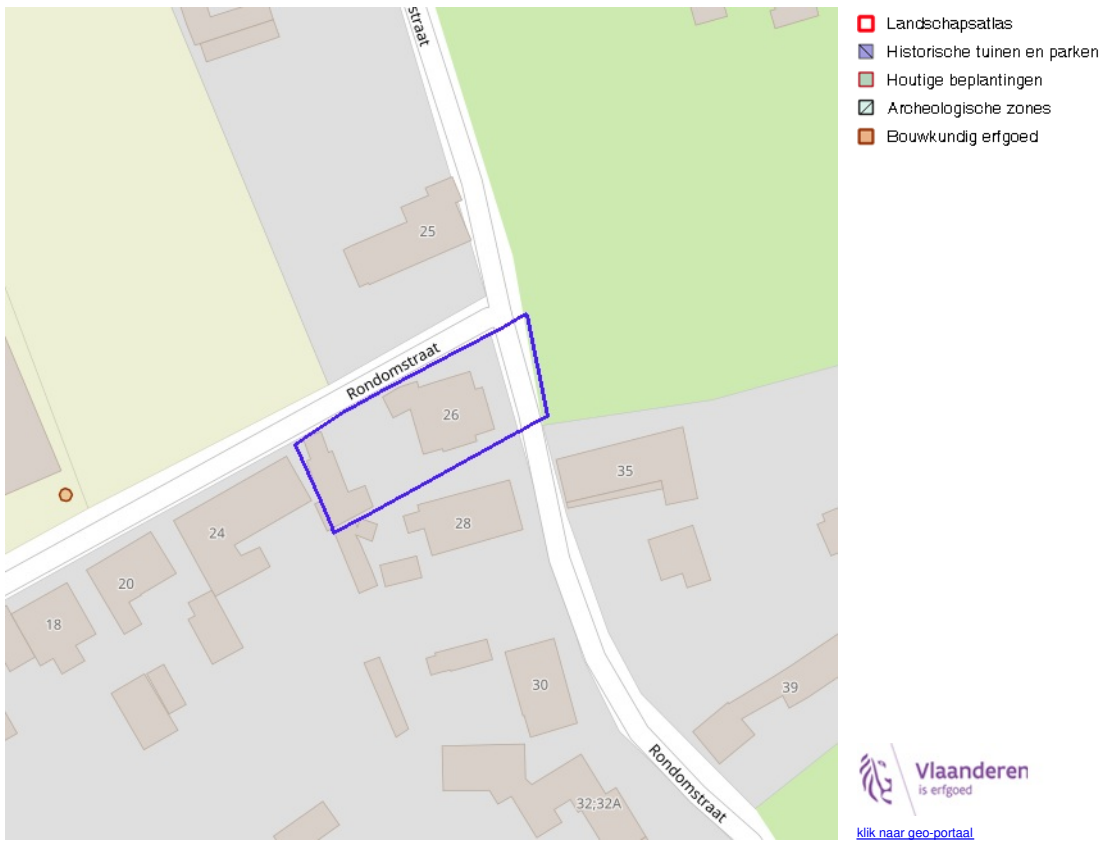 straat
Landschapsatlas
Historische tuinen en parken
Houtige beplantingen
Archeologische zones
Bouwkundig erfgoed
25
Rondomstraat
26
35
24
28
20
18
30
39
Rondomstraat
32;32A
Vlaanderen
is erfgoed
klik naar geo-portaal